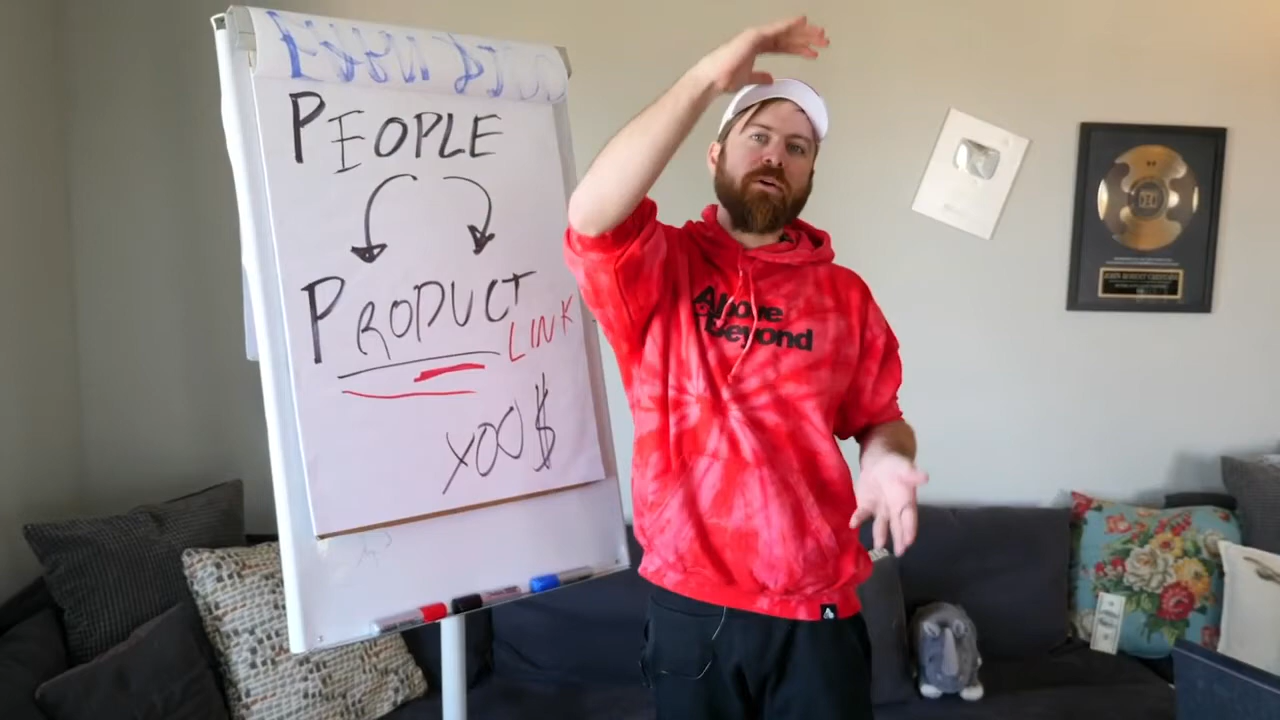 PEOPLE
PRODUCT
LINK
X00$
Above
Beyond